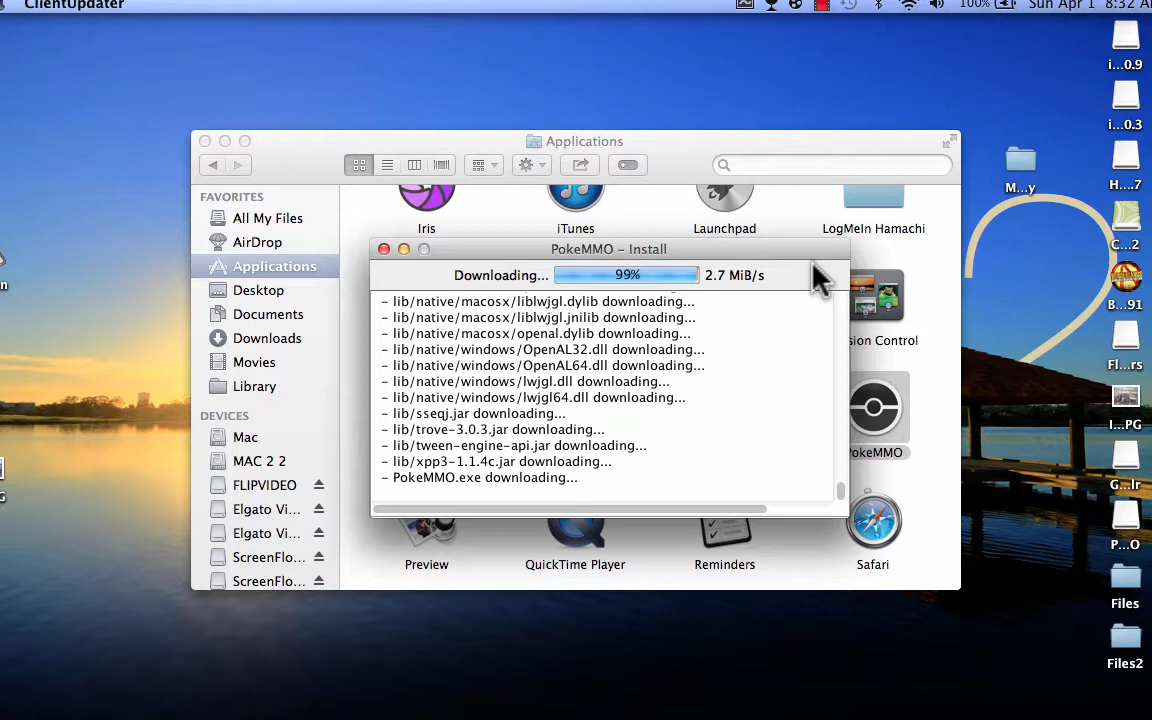 ClientUpdater
100%
Sun Apr 1 8:32 A
Applications
FAVORITES
All My Files
AirDrop
Applications
Desktop
Documents
Downloads
Movies
Library
DEVICES
Mac
MAC 2 2
FLIPVIDEO
Elgato Vi...
Elgato Vi...
ScreenFlo...
ScreenFlo...
Iris
iTunes
Launchpad
LogMeIn Hamachi
PokeMMO – Install
Downloading...
99%
2.7 MiB/s
– lib/native/macosx/liblwjgl.dylib downloading...
– lib/native/macosx/liblwjgl.jnilib downloading...
– lib/native/macosx/openal.dylib downloading...
– lib/native/windows/OpenAL32.dll downloading...
– lib/native/windows/OpenAL64.dll downloading...
– lib/native/windows/lwjgl.dll downloading...
– lib/native/windows/lwjgl64.dll downloading...
– lib/sseqj.jar downloading...
– lib/trove-3.0.3.jar downloading...
– lib/tween-engine-api.jar downloading...
– lib/xpp3-1.1.4c.jar downloading...
– PokeMMO.exe downloading...
sion Control
PokeMMO
Preview
QuickTime Player
Reminders
Safari
M...y
i...0.9
i...0.3
H...7
C...2
B...91
Fl...rs
I...PG
G...lr
P...O
Files
Files2